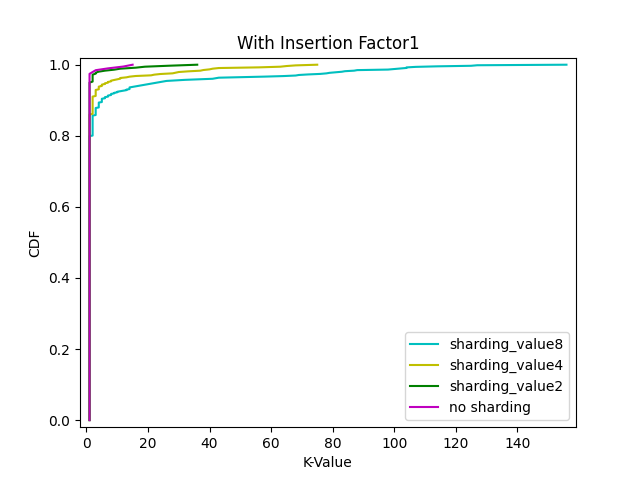 With Insertion Factor1
CDF
1.0
0.8
0.6
0.4
0.2
0.0
sharding_value8
sharding_value4
sharding_value2
no sharding
0 20 40 60 80 100 120 140
K-Value